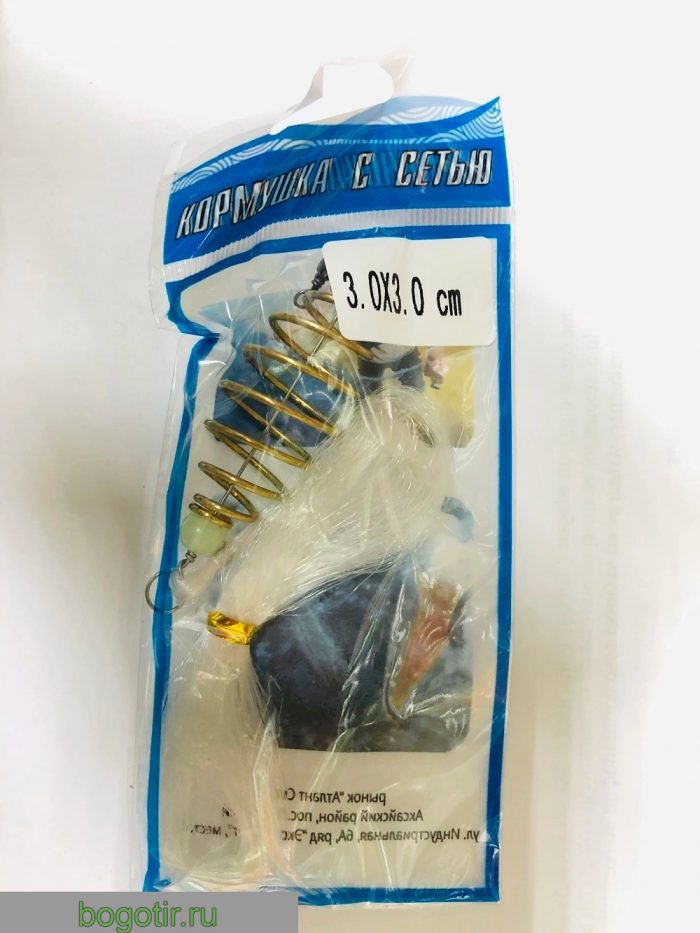 КОРМУШКА С СЕТЬЮ
3.0X3.0 cm
рынок "Атлант
Аксайский район, пос.
ул. Индустриальная, 6А, ряд
bogotir.ru